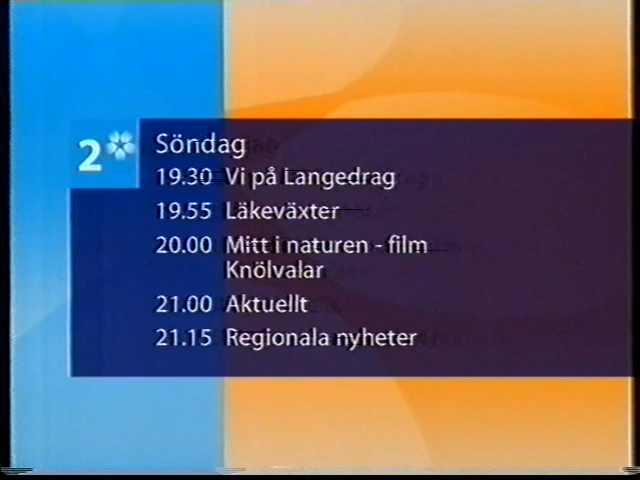 2
Söndag
19.30 Vi på Langedrag
19.55 Läkeväxter
20.00 Mitt i naturen - film
Knölvalar
21.00 Aktuellt
21.15 Regionala nyheter